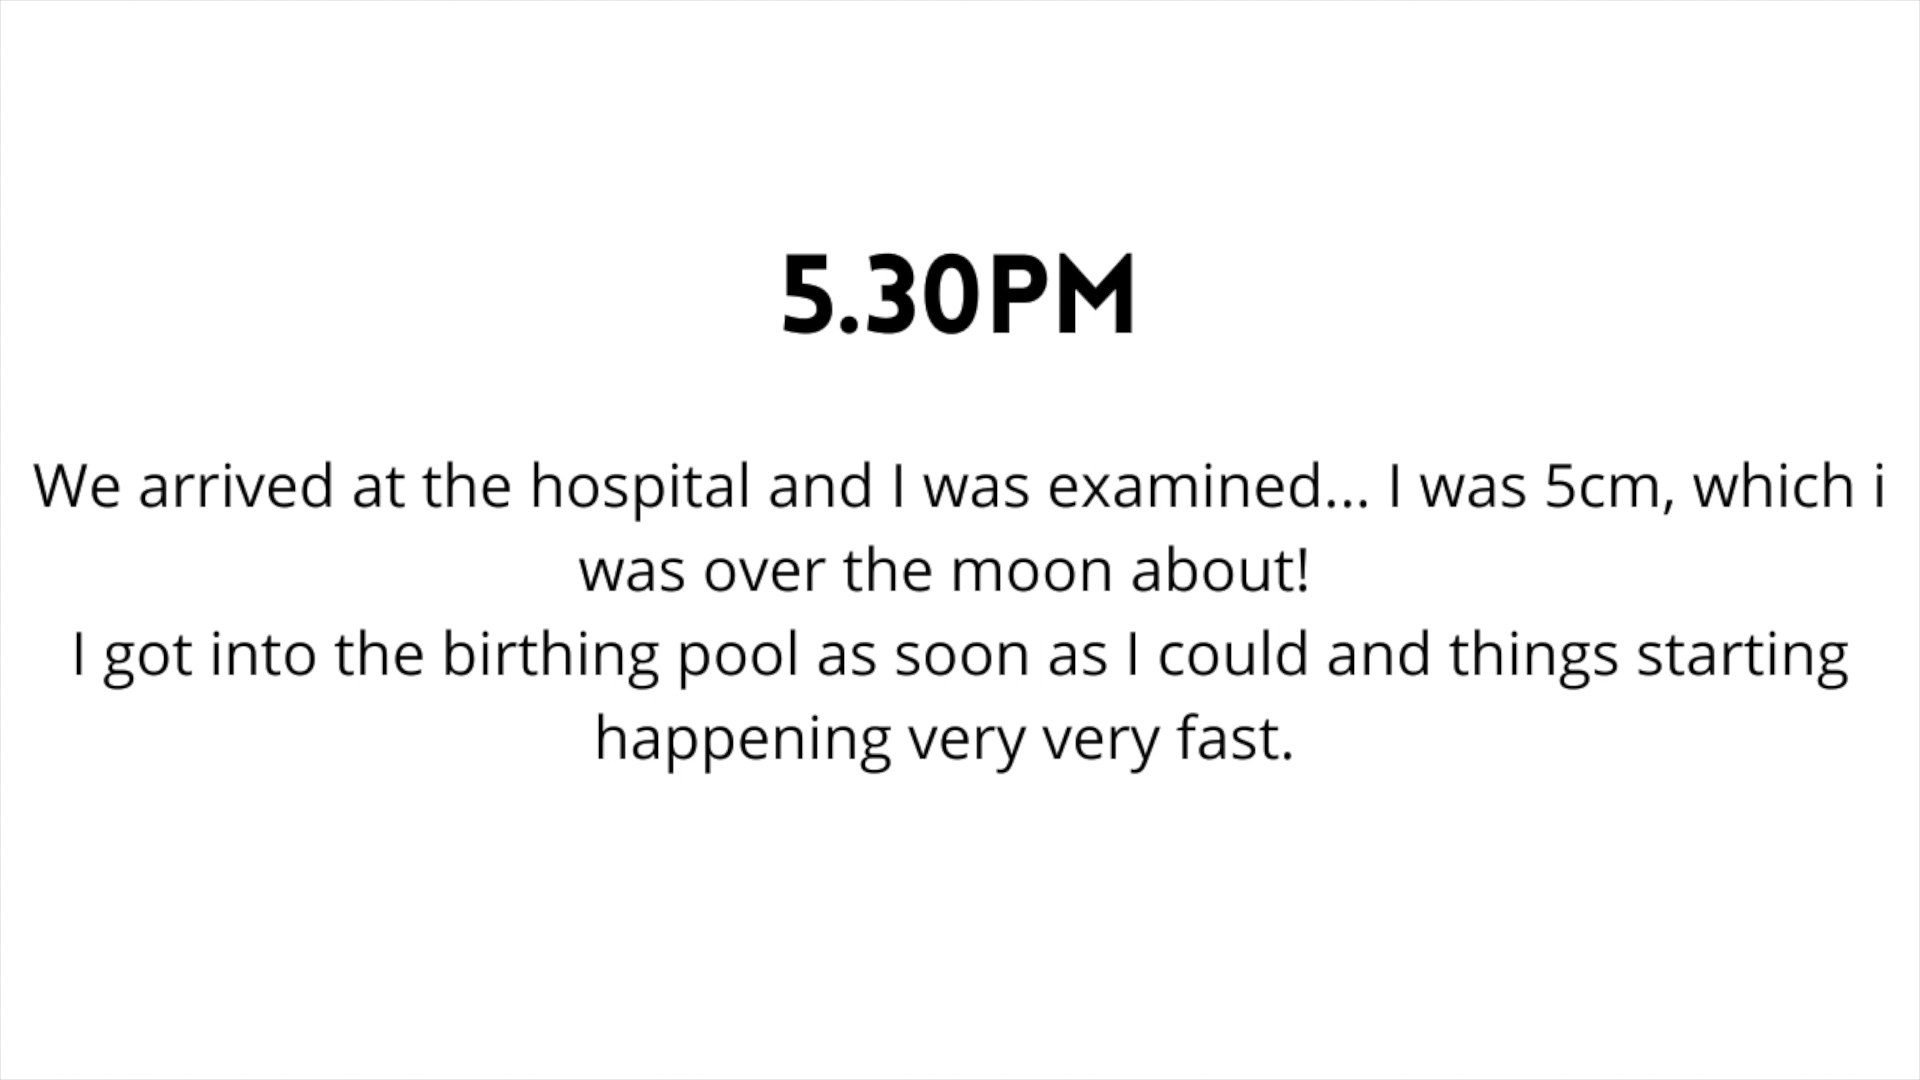 5.30PM
We arrived at the hospital and I was examined... I was 5cm, which i
was over the moon about!
I got into the birthing pool as soon as I could and things starting
happening very very fast.